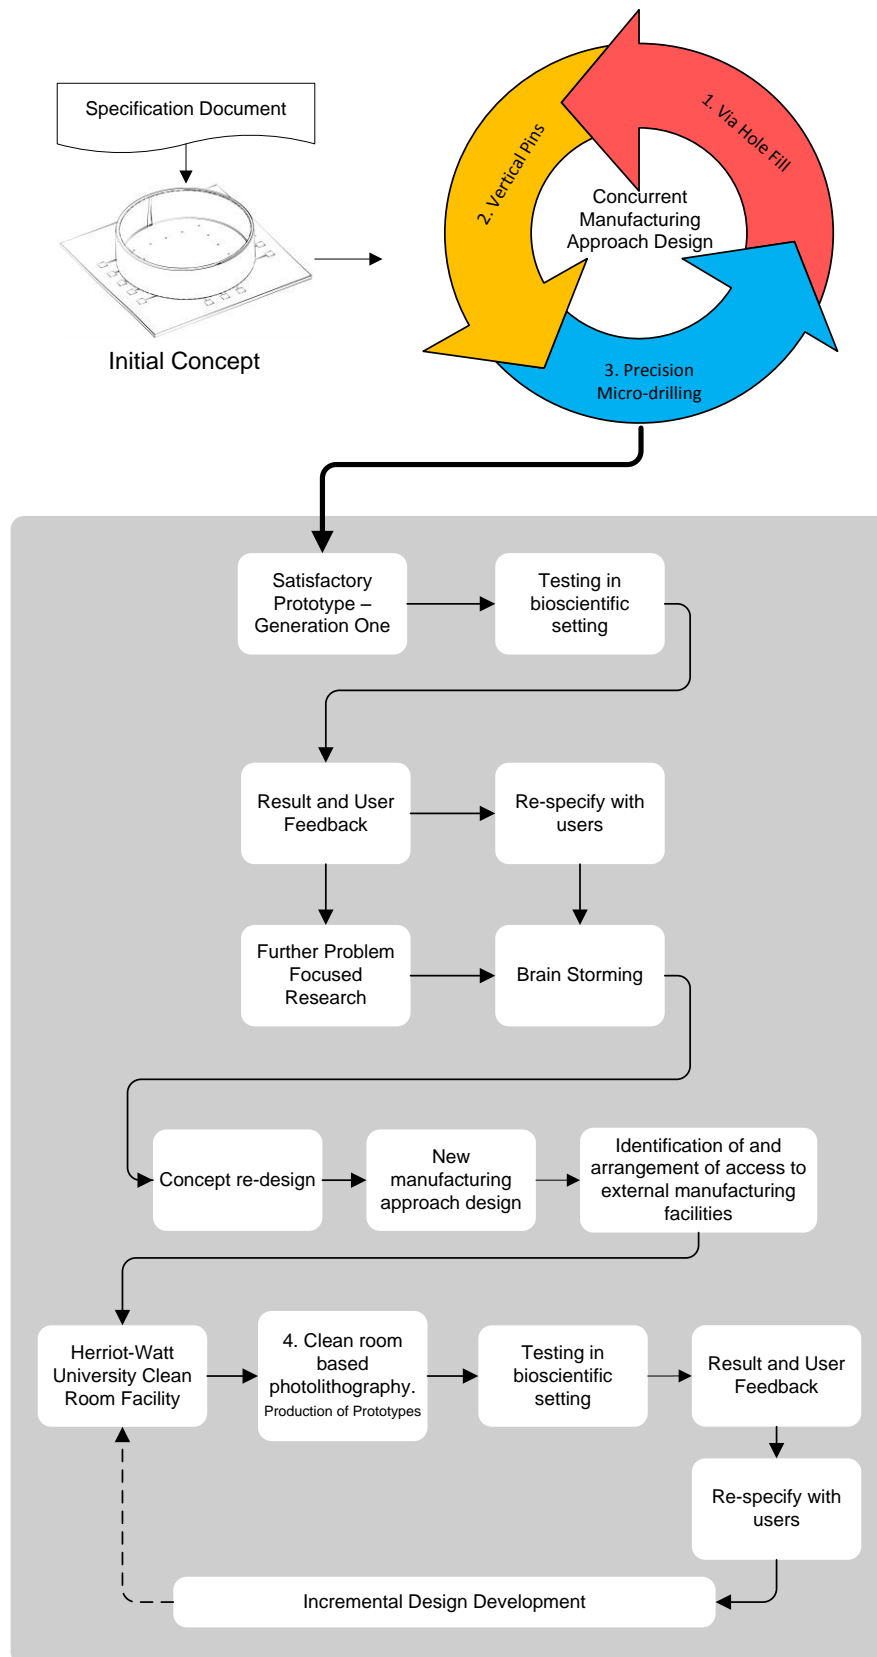 Specification Document
Initial Concept
1. Via Hole Fill
2. Vertical Pins
Concurrent
Manufacturing
Approach Design
3. Precision
Micro-drilling
Satisfactory
Prototype –
Generation One
Testing in
bioscientific
setting
Result and User
Feedback
Re-specify with
users
Further Problem
Focused
Research
Brain Storming
Concept re-design
New
manufacturing
approach design
Identification of and
arrangement of access to
external manufacturing
facilities
Herriot-Watt
University Clean
Room Facility
4. Clean room
based
photolithography.
Production of Prototypes
Testing in
bioscientific
setting
Result and User
Feedback
Re-specify with
users
Incremental Design Development